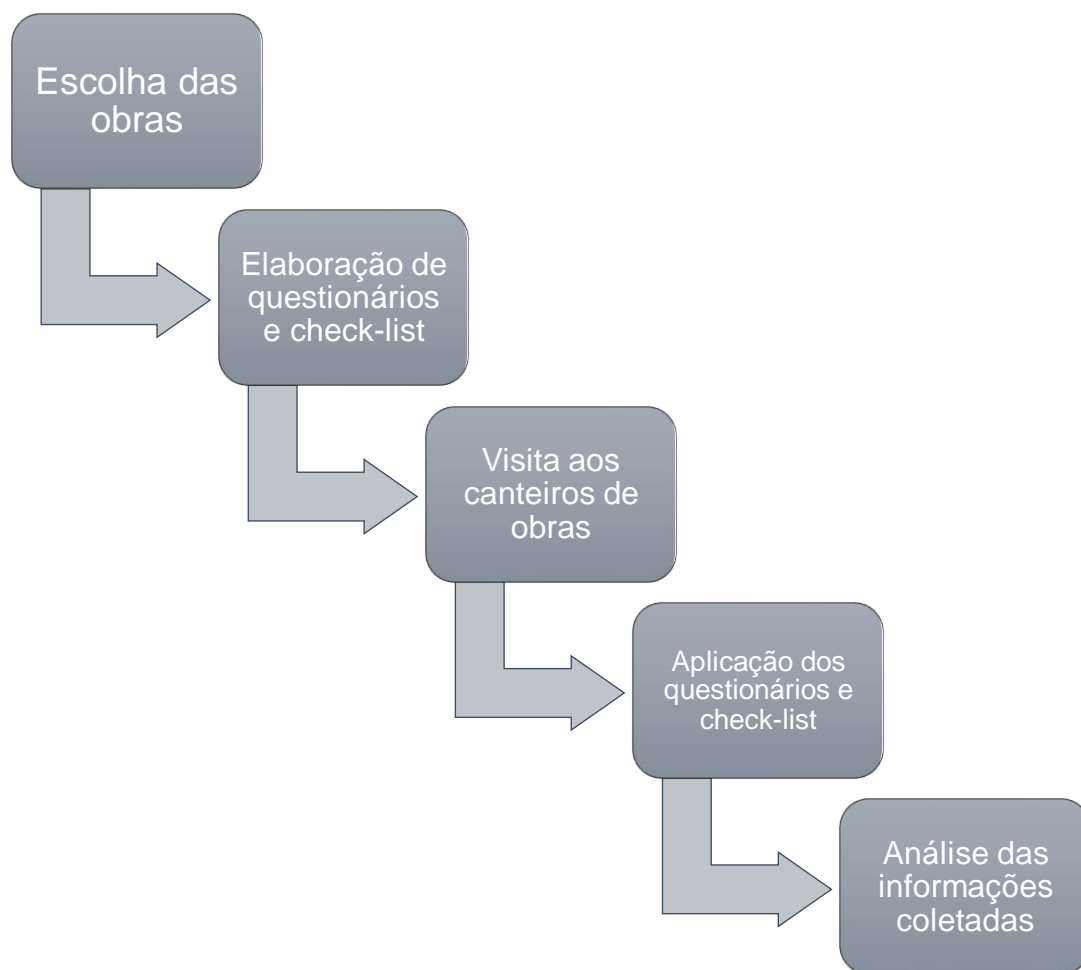 Escolha das
obras
Elaboração de
questionários
e check-list
Visita aos
canteiros de
obras
Aplicação dos
questionários e
check-list
Análise das
informações
coletadas